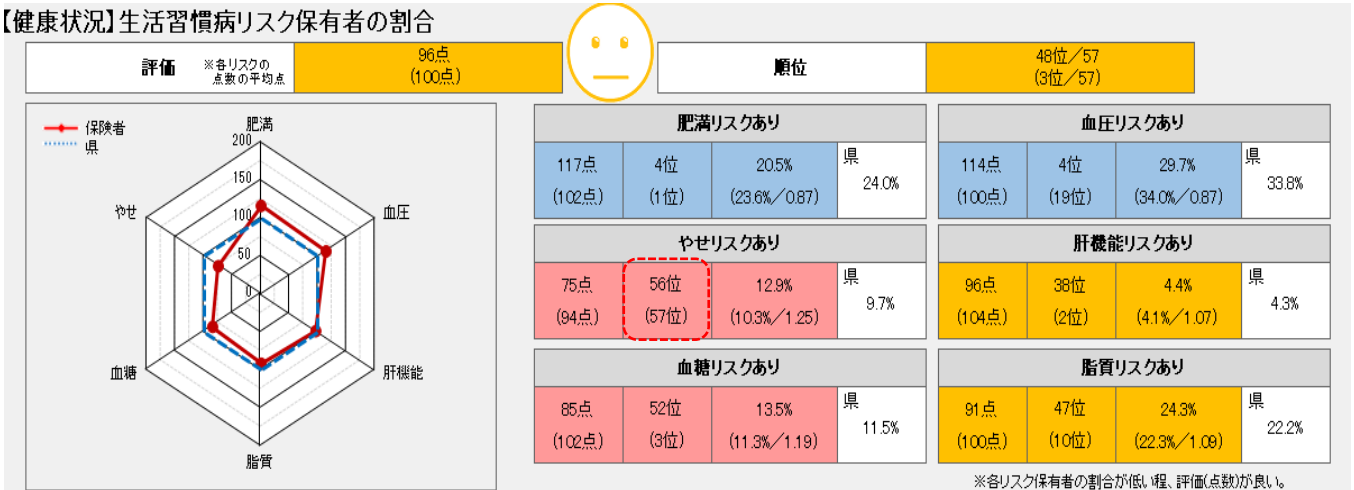 【健康状況】生活習慣病リスク保有者の割合
評価 ※各リスクの
点数の平均点
96点
(100点)
順位
48位／57
(3位／57)
保険者
県
肥満
血圧
肝機能
脂質
血糖
やせ
200
150
100
50
0
肥満リスクあり
117点 4位 20.5% 県
24.0%
(102点) (1位) (23.6%／0.87)
血圧リスクあり
114点 4位 29.7% 県
33.8%
(100点) (19位) (34.0%／0.87)
やせリスクあり
75点 56位 12.9% 県
9.7%
(94点) (57位) (10.3%／1.25)
肝機能リスクあり
96点 38位 4.4% 県
4.3%
(104点) (2位) (4.1%／1.07)
血糖リスクあり
85点 52位 13.5% 県
11.5%
(102点) (3位) (11.3%／1.19)
脂質リスクあり
91点 47位 24.3% 県
22.2%
(100点) (10位) (22.3%／1.09)
※各リスク保有者の割合が低い程、評価(点数)が良い。